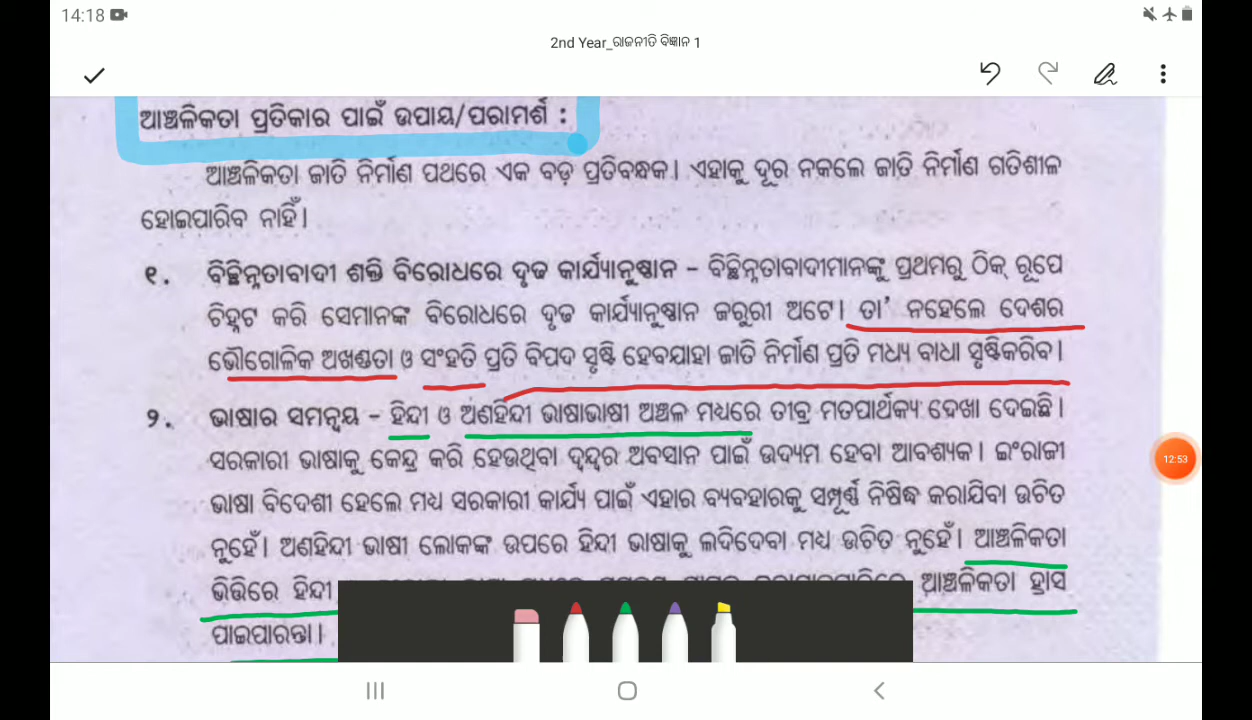 14:18
2nd Year_ରାଜନୀତି ବିଜ୍ଞାନ 1
ଆଞ୍ଚଳିକତା ପ୍ରତିକାର ପାଇଁ ଉପାୟ/ପରାମର୍ଶ :
ଆଞ୍ଚଳିକତା ଜାତି ନିର୍ମାଣ ପଥରେ ଏକ ବଡ଼ ପ୍ରତିବନ୍ଧକ। ଏହାକୁ ଦୂର ନକଲେ ଜାତି ନିର୍ମାଣ ଗତିଶୀଳ
ହୋଇପାରିବ ନାହିଁ।
୧. ବିଚ୍ଛିନ୍ନତାବାଦୀ ଶକ୍ତି ବିରୋଧରେ ଦୃଢ କାର୍ଯ୍ୟାନୁଷ୍ଠାନ – ବିଚ୍ଛିନ୍ନତାବାଦୀମାନଙ୍କୁ ପ୍ରଥମରୁ ଠିକ୍ ରୂପେ
ଚିହ୍ନଟ କରି ସେମାନଙ୍କ ବିରୋଧରେ ଦୃଢ କାର୍ଯ୍ୟାନୁଷ୍ଠାନ ଜରୁରୀ ଅଟେ। ତା' ନହେଲେ ଦେଶର
ଭୌଗୋଳିକ ଅଖଣ୍ଡତା ଓ ସଂହତି ପ୍ରତି ବିପଦ ସୃଷ୍ଟି ହେବଯାହା ଜାତି ନିର୍ମାଣ ପ୍ରତି ମଧ୍ୟ ବାଧା ସୃଷ୍ଟିକରିବ।
୨. ଭାଷାର ସମନ୍ୱୟ – ହିନ୍ଦୀ ଓ ଅଣହିନ୍ଦୀ ଭାଷାଭାଷୀ ଅଞ୍ଚଳ ମଧ୍ୟରେ ତୀବ୍ର ମତପାର୍ଥକ୍ୟ ଦେଖା ଦେଇଛି।
ସରକାରୀ ଭାଷାକୁ କେନ୍ଦ୍ର କରି ହେଉଥିବା ଦ୍ୱନ୍ଦ୍ୱର ଅବସାନ ପାଇଁ ଉଦ୍ୟମ ହେବା ଆବଶ୍ୟକ। ଇଂରାଜୀ
ଭାଷା ବିଦେଶୀ ହେଲେ ମଧ୍ୟ ସରକାରୀ କାର୍ଯ୍ୟ ପାଇଁ ଏହାର ବ୍ୟବହାରକୁ ସମ୍ପୂର୍ଣ୍ଣ ନିଷିଦ୍ଧ କରାଯିବା ଉଚିତ
ନୁହେଁ। ଅଣହିନ୍ଦୀ ଭାଷୀ ଲୋକଙ୍କ ଉପରେ ହିନ୍ଦୀ ଭାଷାକୁ ଲଦିଦେବା ମଧ୍ୟ ଉଚିତ ନୁହେଁ। ଆଞ୍ଚଳିକତା
ଭିତ୍ତିରେ ହିନ୍ଦୀ ଆଞ୍ଚଳିକତା ହ୍ରାସ
ପାଇପାରନ୍ତା।
12:53